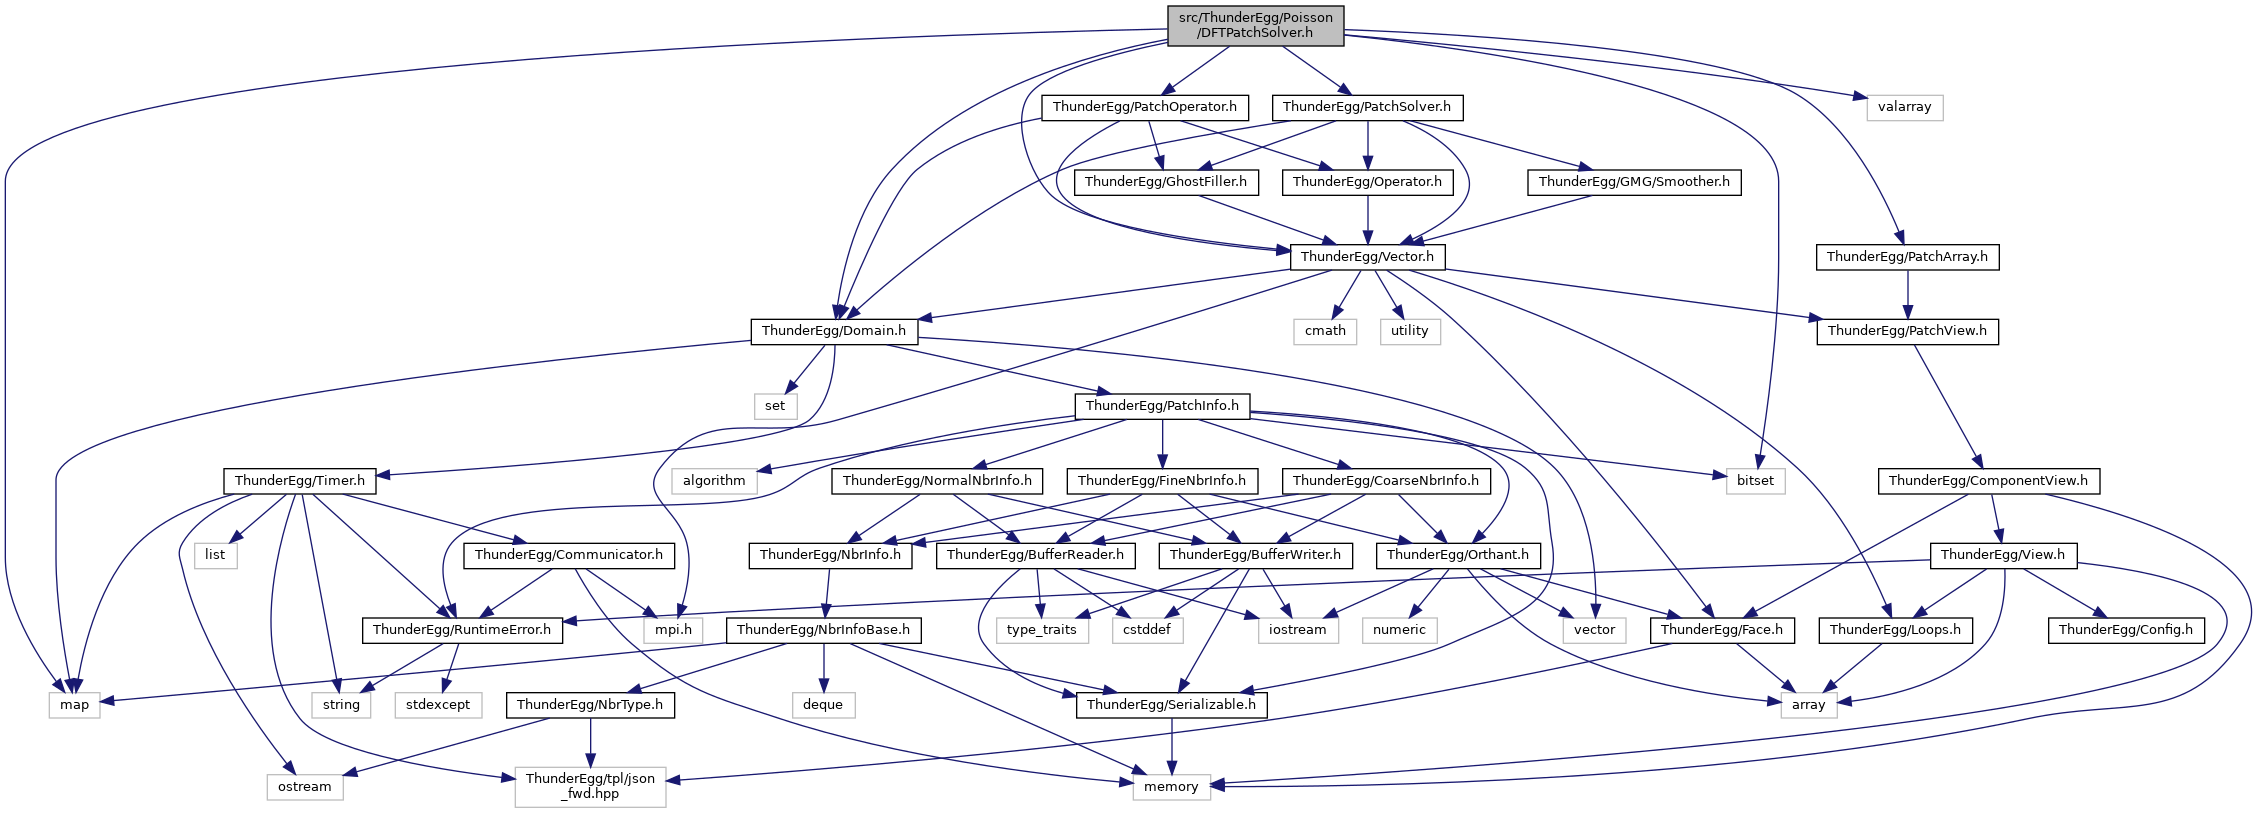 src/ThunderEgg/Poisson
/DFTPatchSolver.h
ThunderEgg/PatchOperator.h
ThunderEgg/PatchSolver.h
valarray
ThunderEgg/GhostFiller.h
ThunderEgg/Operator.h
ThunderEgg/GMG/Smoother.h
ThunderEgg/Vector.h
ThunderEgg/PatchArray.h
ThunderEgg/Domain.h
cmath
utility
ThunderEgg/PatchView.h
set
ThunderEgg/PatchInfo.h
ThunderEgg/Timer.h
algorithm
ThunderEgg/NormalNbrInfo.h
ThunderEgg/FineNbrInfo.h
ThunderEgg/CoarseNbrInfo.h
bitset
ThunderEgg/ComponentView.h
list
ThunderEgg/Communicator.h
ThunderEgg/NbrInfo.h
ThunderEgg/BufferReader.h
ThunderEgg/BufferWriter.h
ThunderEgg/Orthant.h
ThunderEgg/View.h
ThunderEgg/RuntimeError.h
mpi.h
ThunderEgg/NbrInfoBase.h
type_traits
cstddef
iostream
numeric
vector
ThunderEgg/Face.h
ThunderEgg/Loops.h
ThunderEgg/Config.h
map
string
stdexcept
ThunderEgg/NbrType.h
deque
ThunderEgg/Serializable.h
array
ostream
ThunderEgg/tpl/json
_fwd.hpp
memory